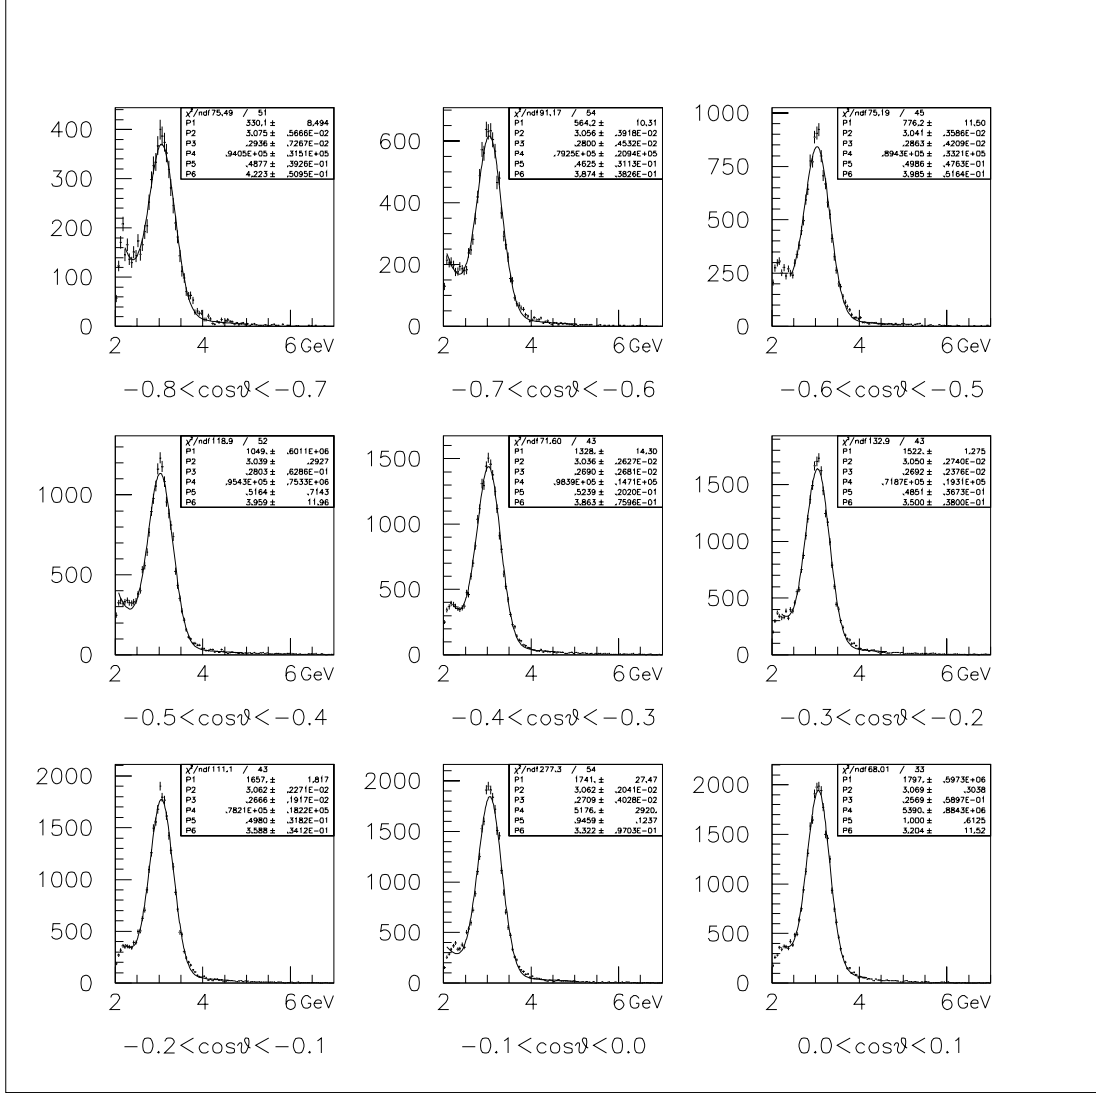 χ²/ndf 75.49 / 51
P1 330.1 ± 8.494
P2 3.075 ± .5666E-02
P3 .2936 ± .7267E-02
P4 .9405E+05 ± .3151E+05
P5 .4877 ± .3926E-01
P6 4.223 ± .5095E-01
400
300
200
100
0
2 4 6 GeV
−0.8<cosϑ<−0.7
χ²/ndf 91.17 / 54
P1 564.2 ± 10.31
P2 3.056 ± .3918E-02
P3 .2800 ± .4532E-02
P4 .7925E+05 ± .2094E+05
P5 .4625 ± .3113E-01
P6 3.874 ± .3826E-01
600
400
200
0
2 4 6 GeV
−0.7<cosϑ<−0.6
χ²/ndf 75.19 / 45
P1 776.2 ± 11.50
P2 3.041 ± .3586E-02
P3 .2863 ± .4209E-02
P4 .8943E+05 ± .3321E+05
P5 .4986 ± .4763E-01
P6 3.985 ± .5164E-01
1000
750
500
250
0
2 4 6 GeV
−0.6<cosϑ<−0.5
χ²/ndf 118.9 / 52
P1 1049. ± .6011E+06
P2 3.039 ± .2927
P3 .2803 ± .6286E-01
P4 .9543E+05 ± .7533E+06
P5 .5164 ± .7143
P6 3.959 ± 11.96
1000
500
0
2 4 6 GeV
−0.5<cosϑ<−0.4
χ²/ndf 71.60 / 43
P1 1328. ± 14.30
P2 3.036 ± .2627E-02
P3 .2690 ± .2681E-02
P4 .9839E+05 ± .1471E+05
P5 .5239 ± .2020E-01
P6 3.863 ± .7596E-01
1500
1000
500
0
2 4 6 GeV
−0.4<cosϑ<−0.3
χ²/ndf 132.9 / 43
P1 1522. ± 1.275
P2 3.050 ± .2740E-02
P3 .2692 ± .2376E-02
P4 .7187E+05 ± .1931E+05
P5 .4851 ± .3673E-01
P6 3.500 ± .3800E-01
1500
1000
500
0
2 4 6 GeV
−0.3<cosϑ<−0.2
χ²/ndf 111.1 / 43
P1 1657. ± 1.817
P2 3.062 ± .2271E-02
P3 .2666 ± .1917E-02
P4 .7821E+05 ± .1822E+05
P5 .4980 ± .3182E-01
P6 3.588 ± .3412E-01
2000
1500
1000
500
0
2 4 6 GeV
−0.2<cosϑ<−0.1
χ²/ndf 277.3 / 54
P1 1741. ± 27.47
P2 3.062 ± .2041E-02
P3 .2709 ± .4028E-02
P4 5176. ± 2920.
P5 .9459 ± .1237
P6 3.322 ± .9703E-01
2000
1500
1000
500
0
2 4 6 GeV
−0.1<cosϑ<0.0
χ²/ndf 68.01 / 33
P1 1797. ± .5973E+06
P2 3.069 ± .3038
P3 .2569 ± .5897E-01
P4 5390. ± .8843E+06
P5 1.000 ± .6125
P6 3.204 ± 11.52
2000
1500
1000
500
0
2 4 6 GeV
0.0<cosϑ<0.1